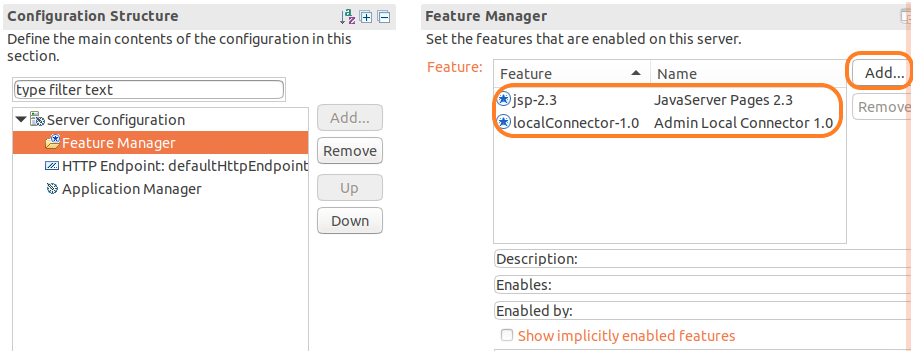 Configuration Structure
Define the main contents of the configuration in this
section.
type filter text
Server Configuration
Feature Manager
HTTP Endpoint: defaultHttpEndpoint
Application Manager
Add...
Remove
Up
Down
Feature Manager
Set the features that are enabled on this server.
Feature:
Feature Name
jsp-2.3 JavaServer Pages 2.3
localConnector-1.0 Admin Local Connector 1.0
Add...
Remove
Description:
Enables:
Enabled by:
Show implicitly enabled features